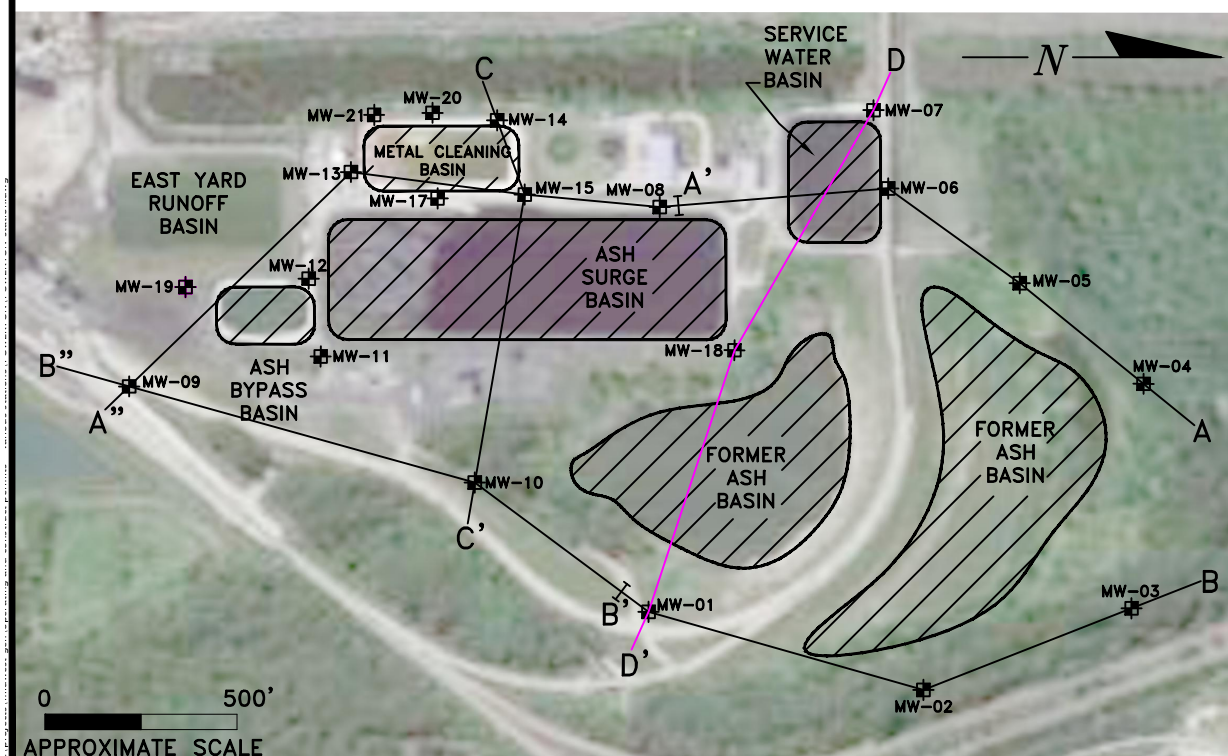 SERVICE
WATER
BASIN
N
D
C
MW-07
MW-20
MW-21
MW-14
METAL CLEANING
BASIN
MW-13
EAST YARD
RUNOFF
BASIN
MW-15
MW-08
A'
MW-06
MW-17
MW-12
MW-19
ASH
SURGE
BASIN
MW-05
MW-18
MW-11
ASH
BYPASS
BASIN
B"
MW-09
A"
MW-04
A
FORMER
ASH
BASIN
FORMER
ASH
BASIN
MW-10
C'
B'
MW-01
D'
MW-03
B
MW-02
0 500'
APPROXIMATE SCALE